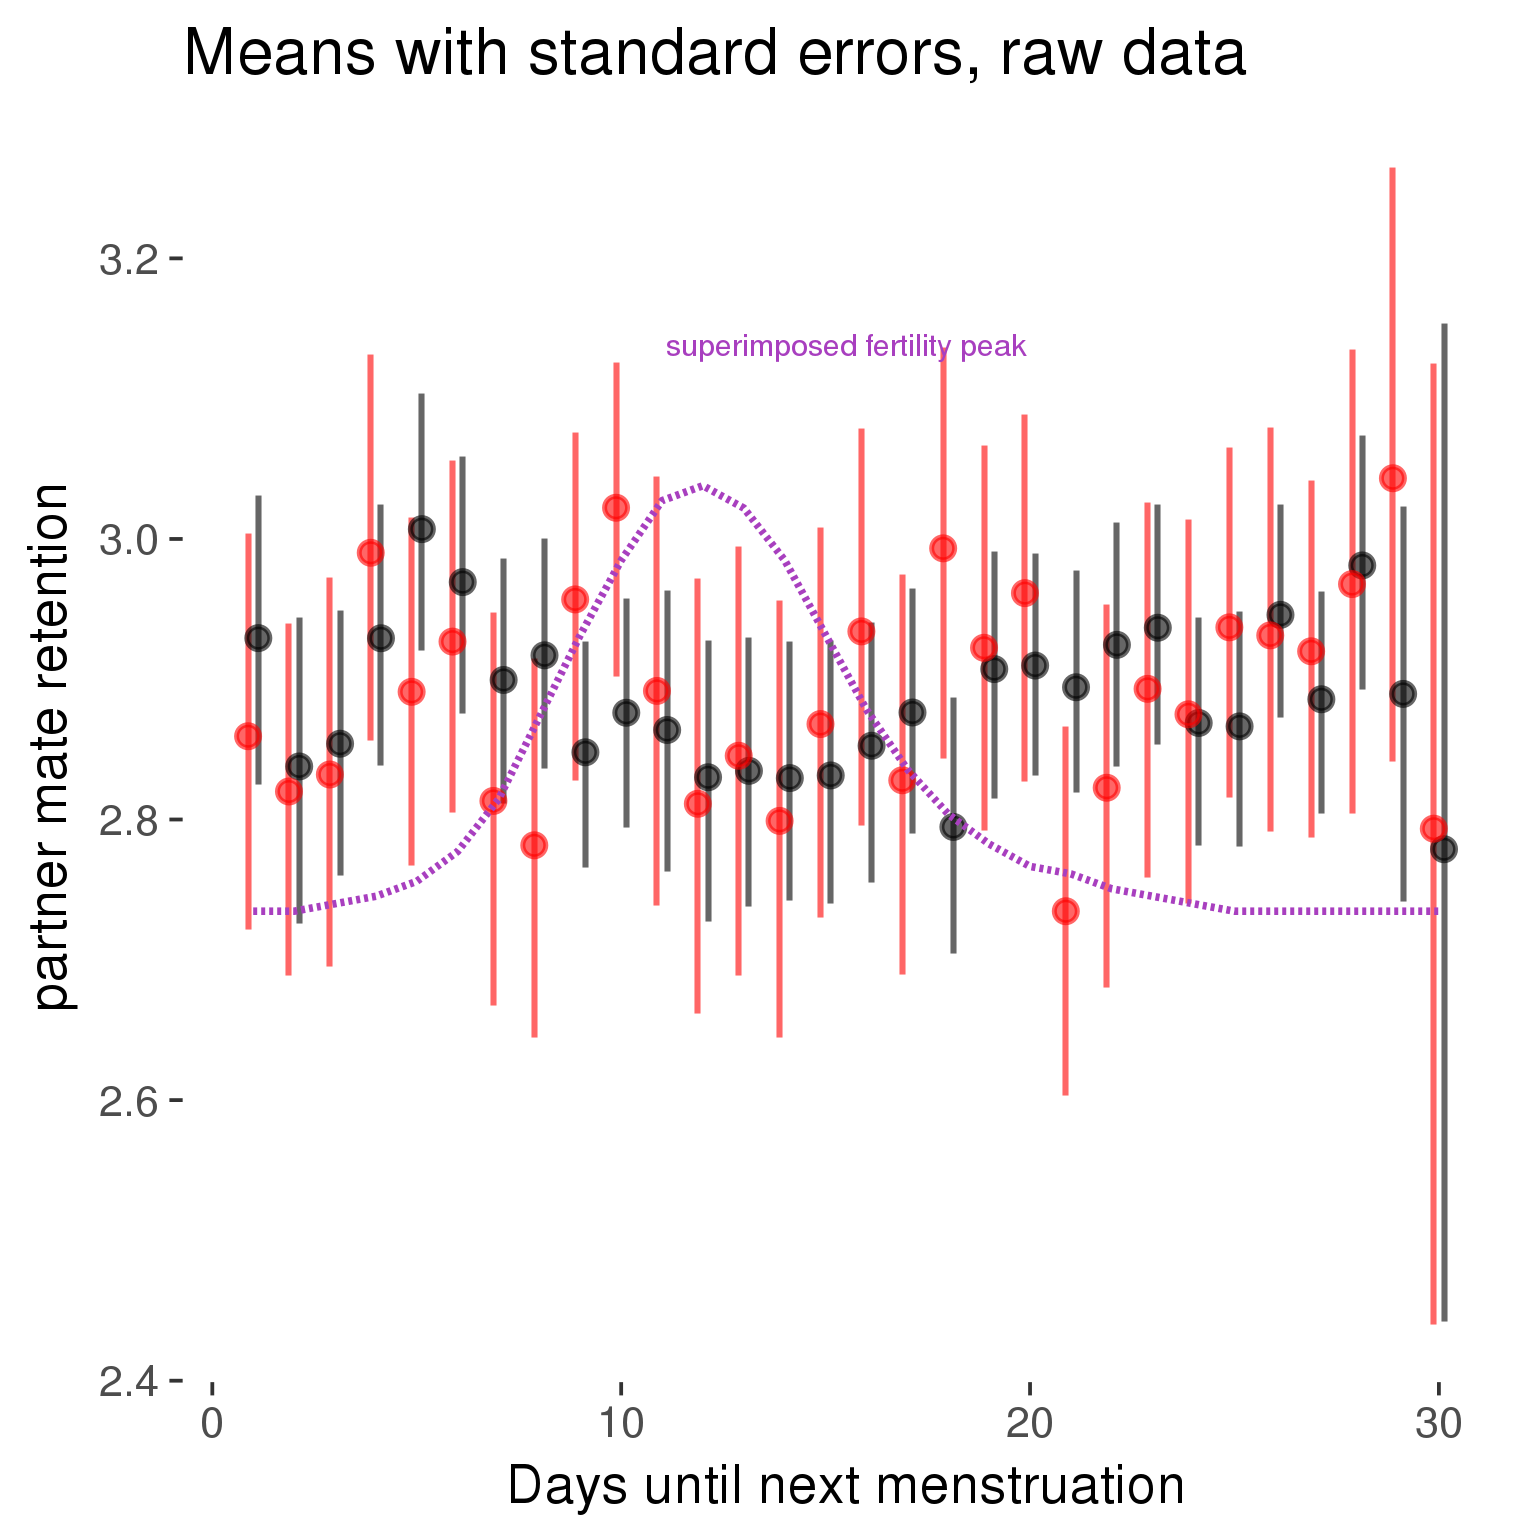 Means with standard errors, raw data
superimposed fertility peak
partner mate retention
3.2
3.0
2.8
2.6
2.4
0 10 20 30
Days until next menstruation